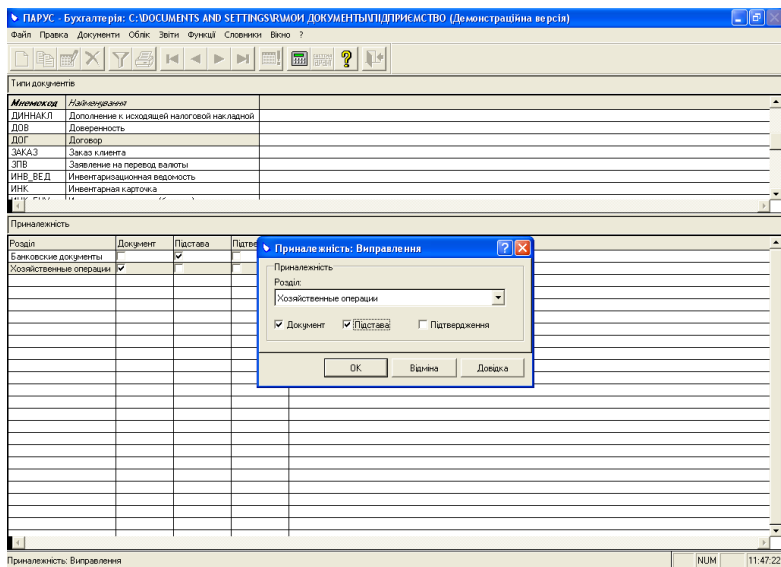 ПАРУС - Бухгалтерія: C:\DOCUMENTS AND SETTINGS\R\МОИ ДОКУМЕНТЫ\ПІДПРИЄМСТВО (Демонстраційна версія)
Файл Правка Документи Облік Звіти Функції Словники Вікно ?
Типи документів
Мнемокод Найменування
ДИННАКЛ Дополнение к исходящей налоговой накладной
ДОВ Доверенность
ДОГ Договор
ЗАКАЗ Заказ клиента
ЗПВ Заявление на перевод валюты
ИНВ_ВЕД Инвентаризационная ведомость
ИНК Инвентарная карточка
Приналежність
Розділ Документ Підстава Підтве
Банковские документы
Хозяйственные операции
Приналежність: Виправлення
Приналежність
Розділ:
Хозяйственные операции
Документ Підстава Підтвердження
OK Відміна Довідка
Приналежність: Виправлення NUM 11:47:22